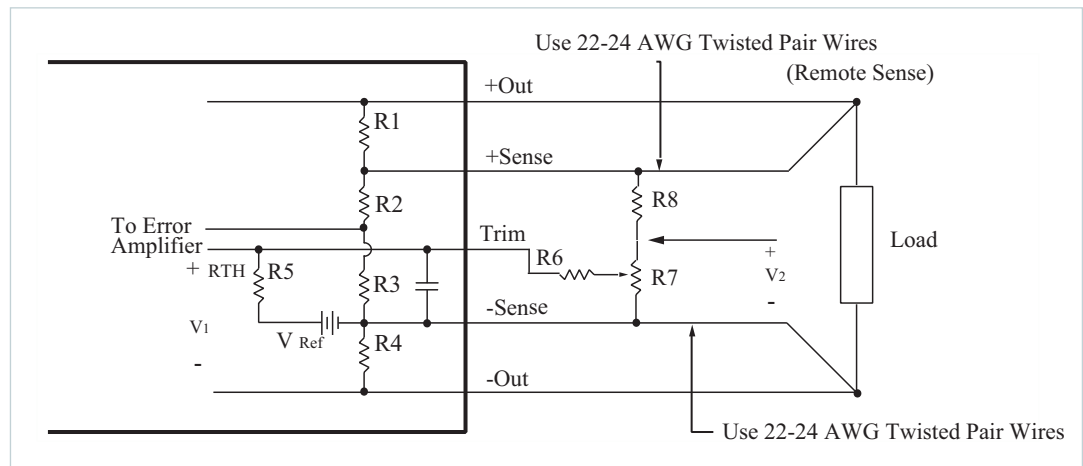 Use 22-24 AWG Twisted Pair Wires
(Remote Sense)
+Out
R1
+Sense
R2
R8
To Error
Amplifier
Trim
+
RTH
R5
R3
R6
R7
+
V2
-
Load
V1
V Ref
-Sense
R4
-
-Out
Use 22-24 AWG Twisted Pair Wires